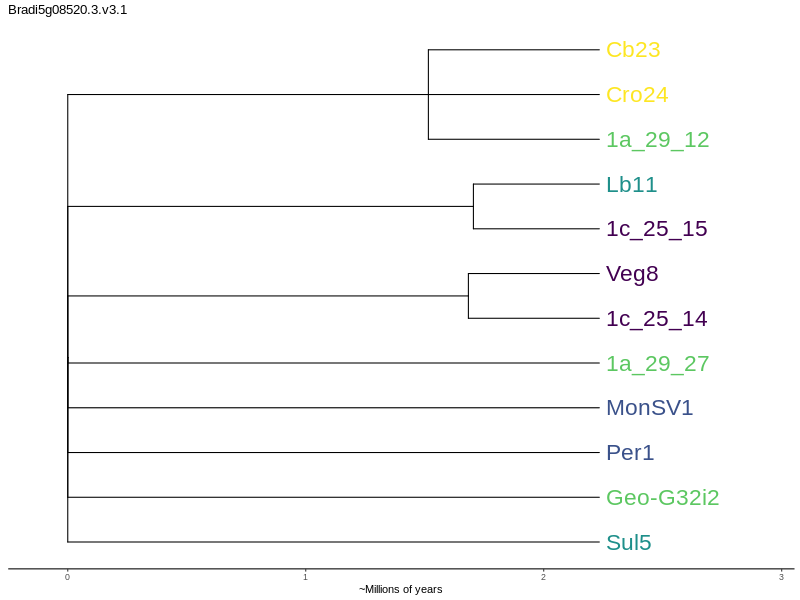 Bradi5g08520.3.v3.1
Cb23
Cro24
1a_29_12
Lb11
1c_25_15
Veg8
1c_25_14
1a_29_27
MonSV1
Per1
Geo-G32i2
Sul5
0 1 2 3
~Millions of years